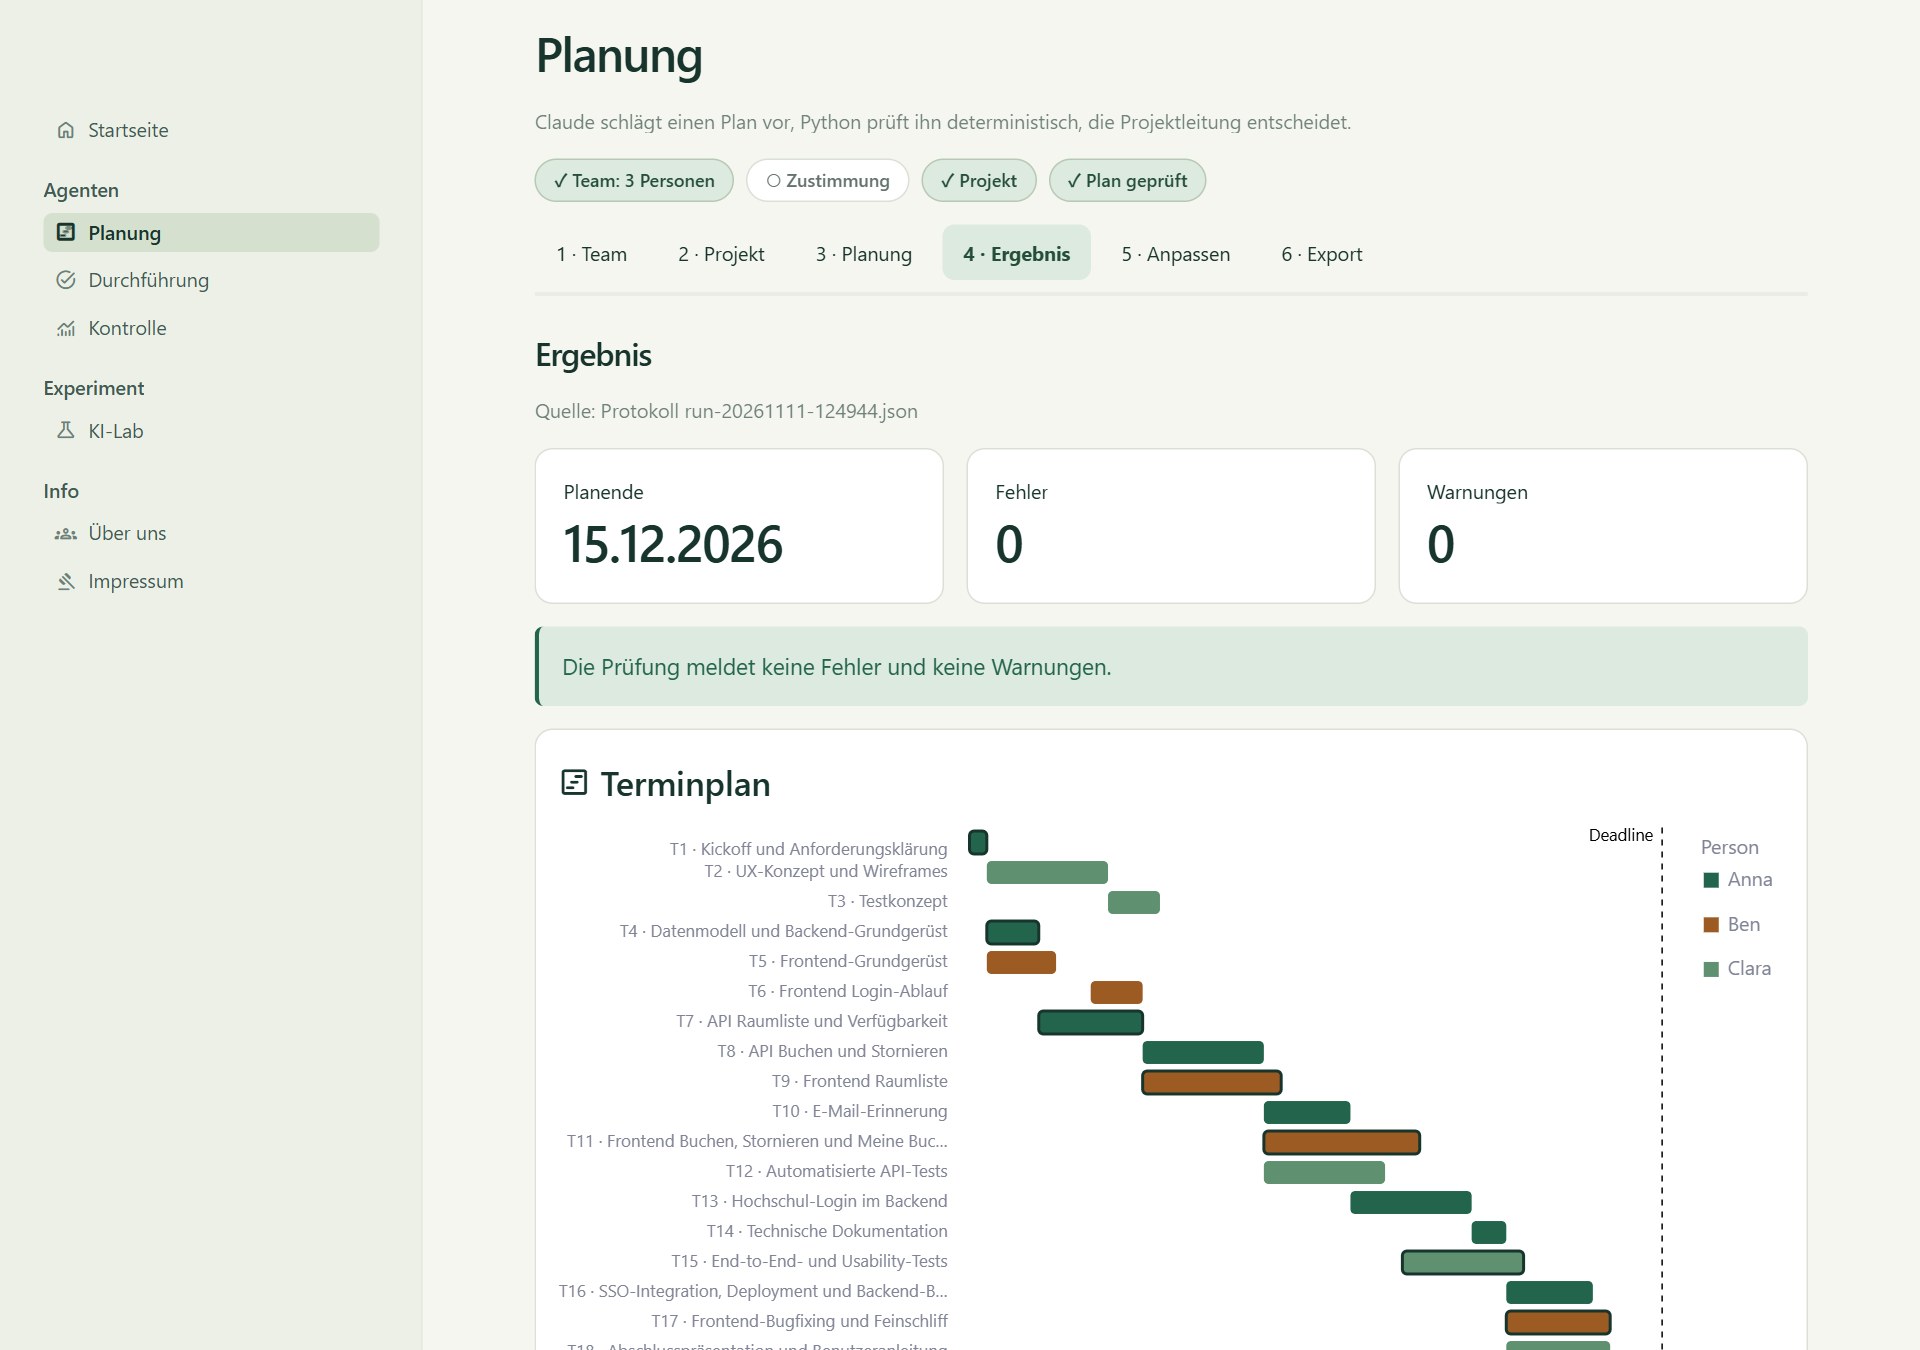 Startseite
Agenten
Planung
Durchführung
Kontrolle
Experiment
KI-Lab
Info
Über uns
Impressum
Planung
Claude schlägt einen Plan vor, Python prüft ihn deterministisch, die Projektleitung entscheidet.
✓ Team: 3 Personen
○ Zustimmung
✓ Projekt
✓ Plan geprüft
1 · Team
2 · Projekt
3 · Planung
4 · Ergebnis
5 · Anpassen
6 · Export
Ergebnis
Quelle: Protokoll run-20261111-124944.json
Planende
15.12.2026
Fehler
0
Warnungen
0
Die Prüfung meldet keine Fehler und keine Warnungen.
Terminplan
Deadline
T1 · Kickoff und Anforderungsklärung
T2 · UX-Konzept und Wireframes
T3 · Testkonzept
T4 · Datenmodell und Backend-Grundgerüst
T5 · Frontend-Grundgerüst
T6 · Frontend Login-Ablauf
T7 · API Raumliste und Verfügbarkeit
T8 · API Buchen und Stornieren
T9 · Frontend Raumliste
T10 · E-Mail-Erinnerung
T11 · Frontend Buchen, Stornieren und Meine Buc...
T12 · Automatisierte API-Tests
T13 · Hochschul-Login im Backend
T14 · Technische Dokumentation
T15 · End-to-End- und Usability-Tests
T16 · SSO-Integration, Deployment und Backend-B...
T17 · Frontend-Bugfixing und Feinschliff
T18 · Abschlusspräsentation und Benutzeranleitung
Person
Anna
Ben
Clara